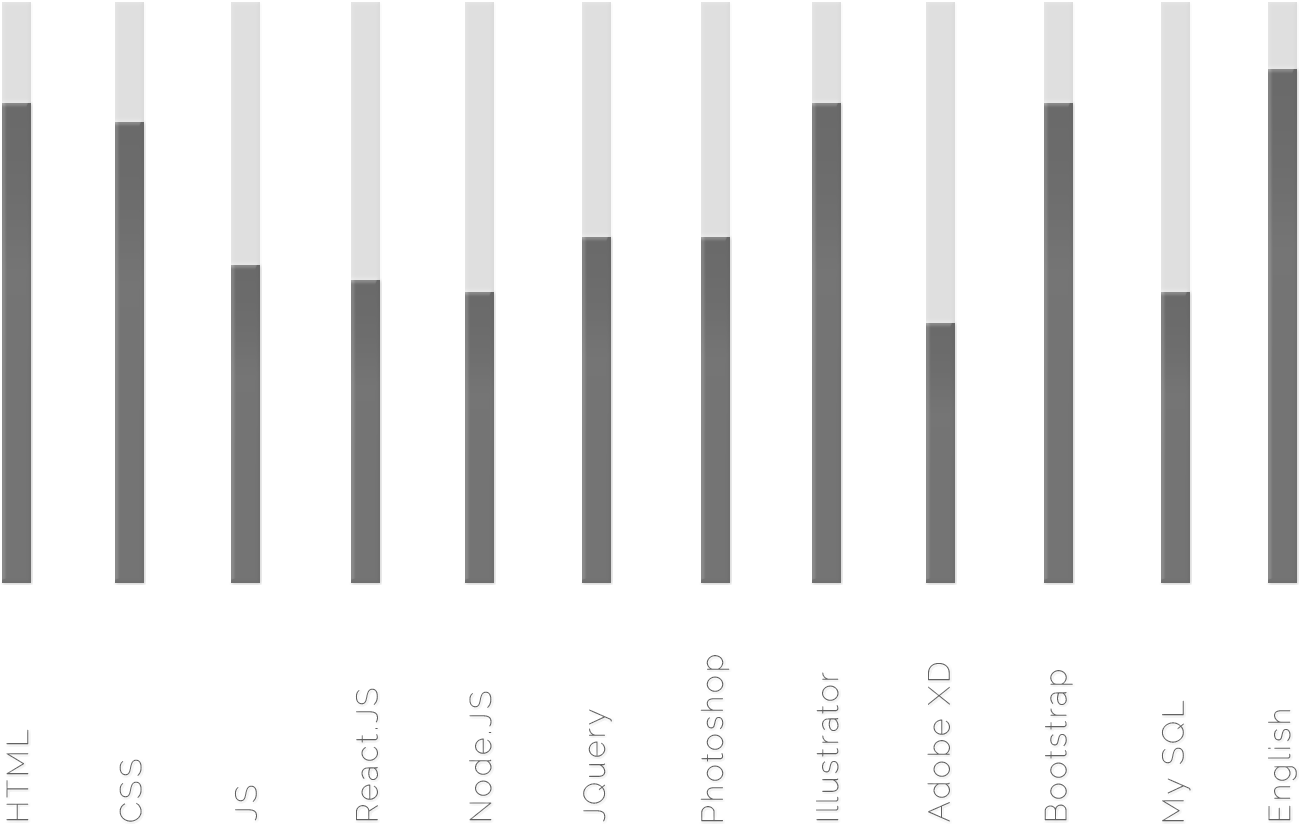 HTML
CSS
JS
React.JS
Node.JS
JQuery
Photoshop
Illustrator
Adobe XD
Bootstrap
My SQL
English